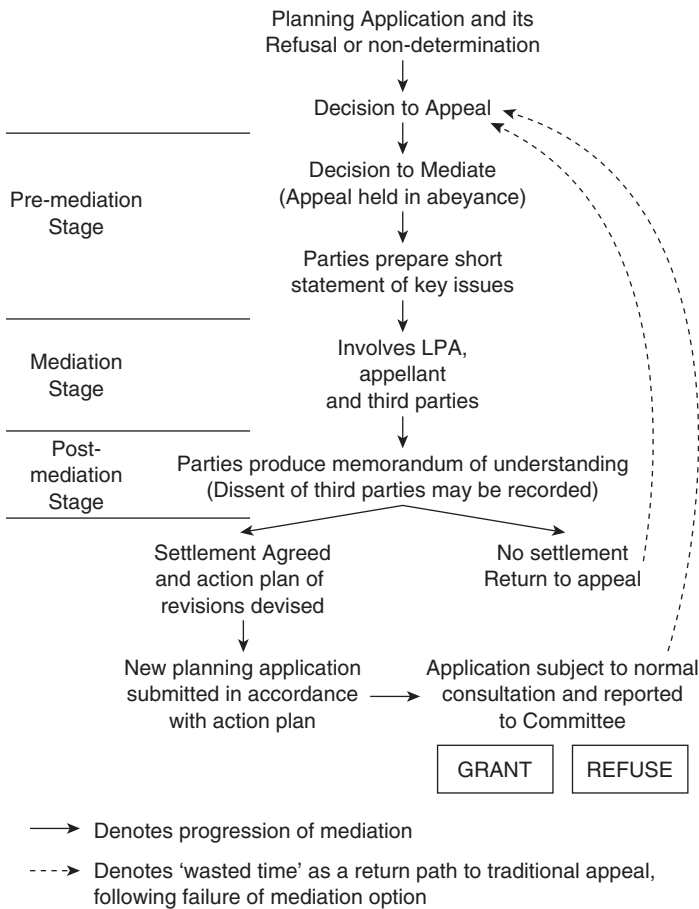 Planning Application and its
Refusal or non-determination
Decision to Appeal
Pre-mediation
Stage
Decision to Mediate
(Appeal held in abeyance)
Parties prepare short
statement of key issues
Mediation
Stage
Involves LPA,
appellant
and third parties
Post-
mediation
Stage
Parties produce memorandum of understanding
(Dissent of third parties may be recorded)
Settlement Agreed
and action plan of
revisions devised
No settlement
Return to appeal
New planning application
submitted in accordance
with action plan
Application subject to normal
consultation and reported
to Committee
GRANT
REFUSE
Denotes progression of mediation
Denotes ‘wasted time’ as a return path to traditional appeal,
following failure of mediation option